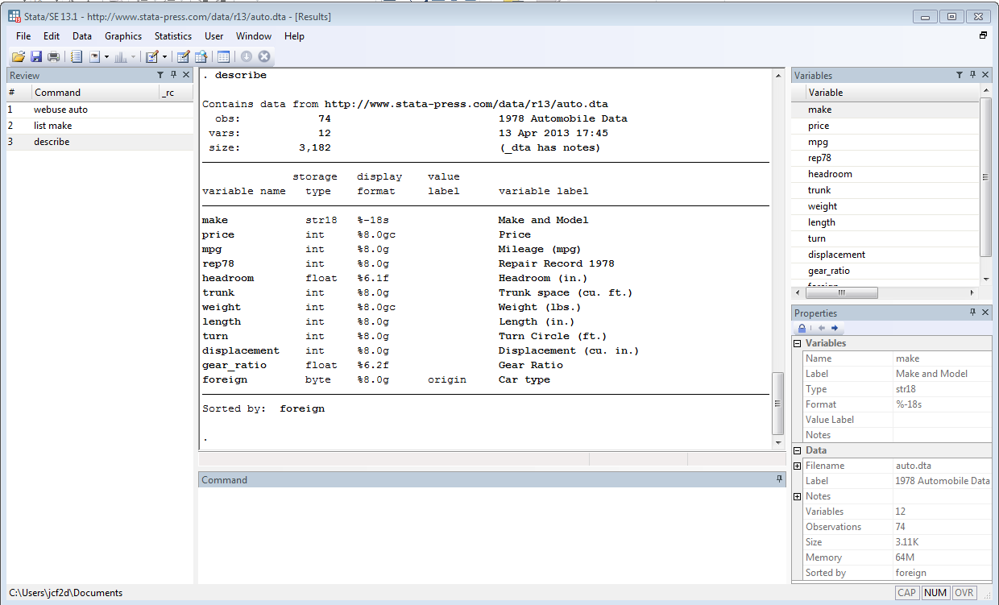 Stata/SE 13.1 - http://www.stata-press.com/data/r13/auto.dta - [Results]
File Edit Data Graphics Statistics User Window Help
Review
# Command _rc
1 webuse auto
2 list make
3 describe
. describe
Contains data from http://www.stata-press.com/data/r13/auto.dta
obs: 74 1978 Automobile Data
vars: 12 13 Apr 2013 17:45
size: 3,182 (_dta has notes)
storage display value
variable name type format label variable label
make str18 %-18s Make and Model
price int %8.0gc Price
mpg int %8.0g Mileage (mpg)
rep78 int %8.0g Repair Record 1978
headroom float %6.1f Headroom (in.)
trunk int %8.0g Trunk space (cu. ft.)
weight int %8.0gc Weight (lbs.)
length int %8.0g Length (in.)
turn int %8.0g Turn Circle (ft.)
displacement int %8.0g Displacement (cu. in.)
gear_ratio float %6.2f Gear Ratio
foreign byte %8.0g origin Car type
Sorted by: foreign
.
Command
Variables
Variable
make
price
mpg
rep78
headroom
trunk
weight
length
turn
displacement
gear_ratio
foreign
Properties
Variables
Name make
Label Make and Model
Type str18
Format %-18s
Value Label
Notes
Data
Filename auto.dta
Label 1978 Automobile Data
Notes
Variables 12
Observations 74
Size 3.11K
Memory 64M
Sorted by foreign
C:\Users\jcf2d\Documents
CAP NUM OVR